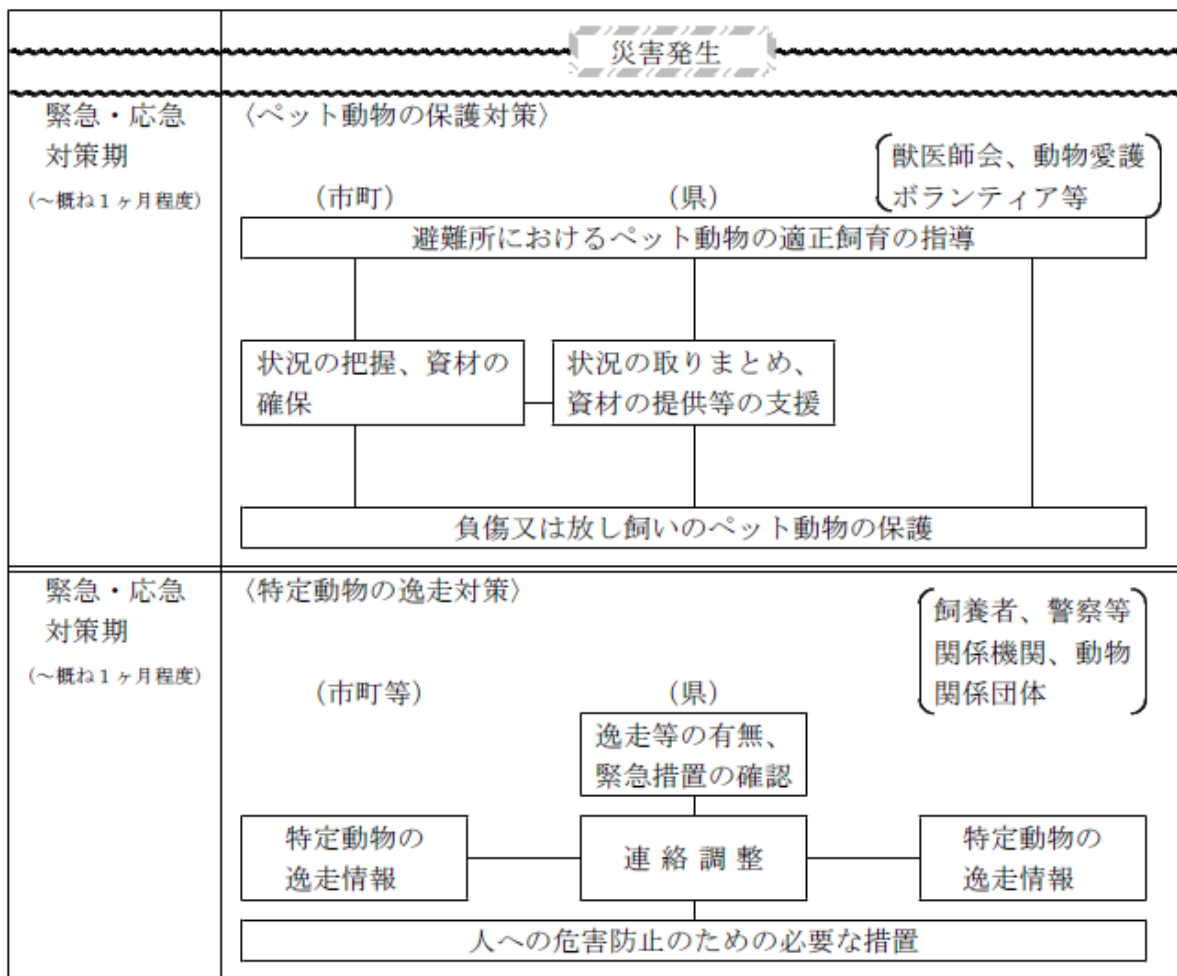 災害発生
緊急・応急
対策期
(～概ね１ヶ月程度)
〈ペット動物の保護対策〉
獣医師会、動物愛護
ボランティア等
(市町)
(県)
避難所におけるペット動物の適正飼育の指導
状況の把握、資材の
確保
状況の取りまとめ、
資材の提供等の支援
負傷又は放し飼いのペット動物の保護
緊急・応急
対策期
(～概ね１ヶ月程度)
〈特定動物の逸走対策〉
飼養者、警察等
関係機関、動物
関係団体
(市町等)
(県)
逸走等の有無、
緊急措置の確認
特定動物の
逸走情報
連絡調整
特定動物の
逸走情報
人への危害防止のための必要な措置